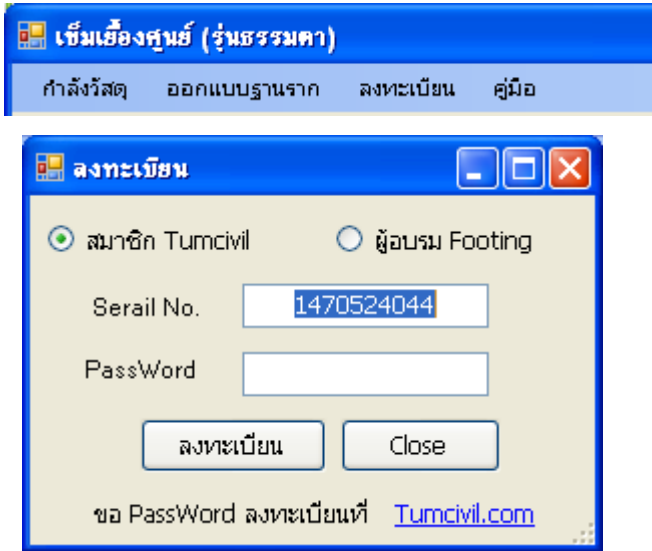 เข็มเยื้องศูนย์ (รุ่นธรรมดา)
กำลังวัสดุ ออกแบบฐานราก ลงทะเบียน คู่มือ
ลงทะเบียน
สมาชิก Tumcivil ผู้อบรม Footing
Serail No. 1470524044
PassWord
ลงทะเบียน Close
ขอ PassWord ลงทะเบียนที่ Tumcivil.com